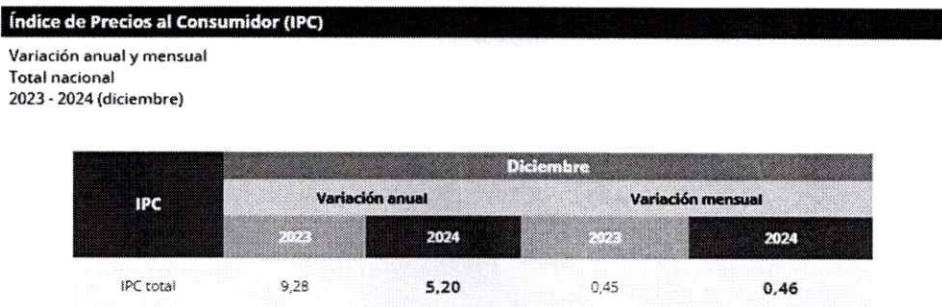 Índice de Precios al Consumidor (IPC)
Variación anual y mensual
Total nacional
2023 - 2024 (diciembre)
Diciembre
IPC
Variación anual
Variación mensual
2023
2024
2023
2024
IPC total
9,28
5,20
0,45
0,46